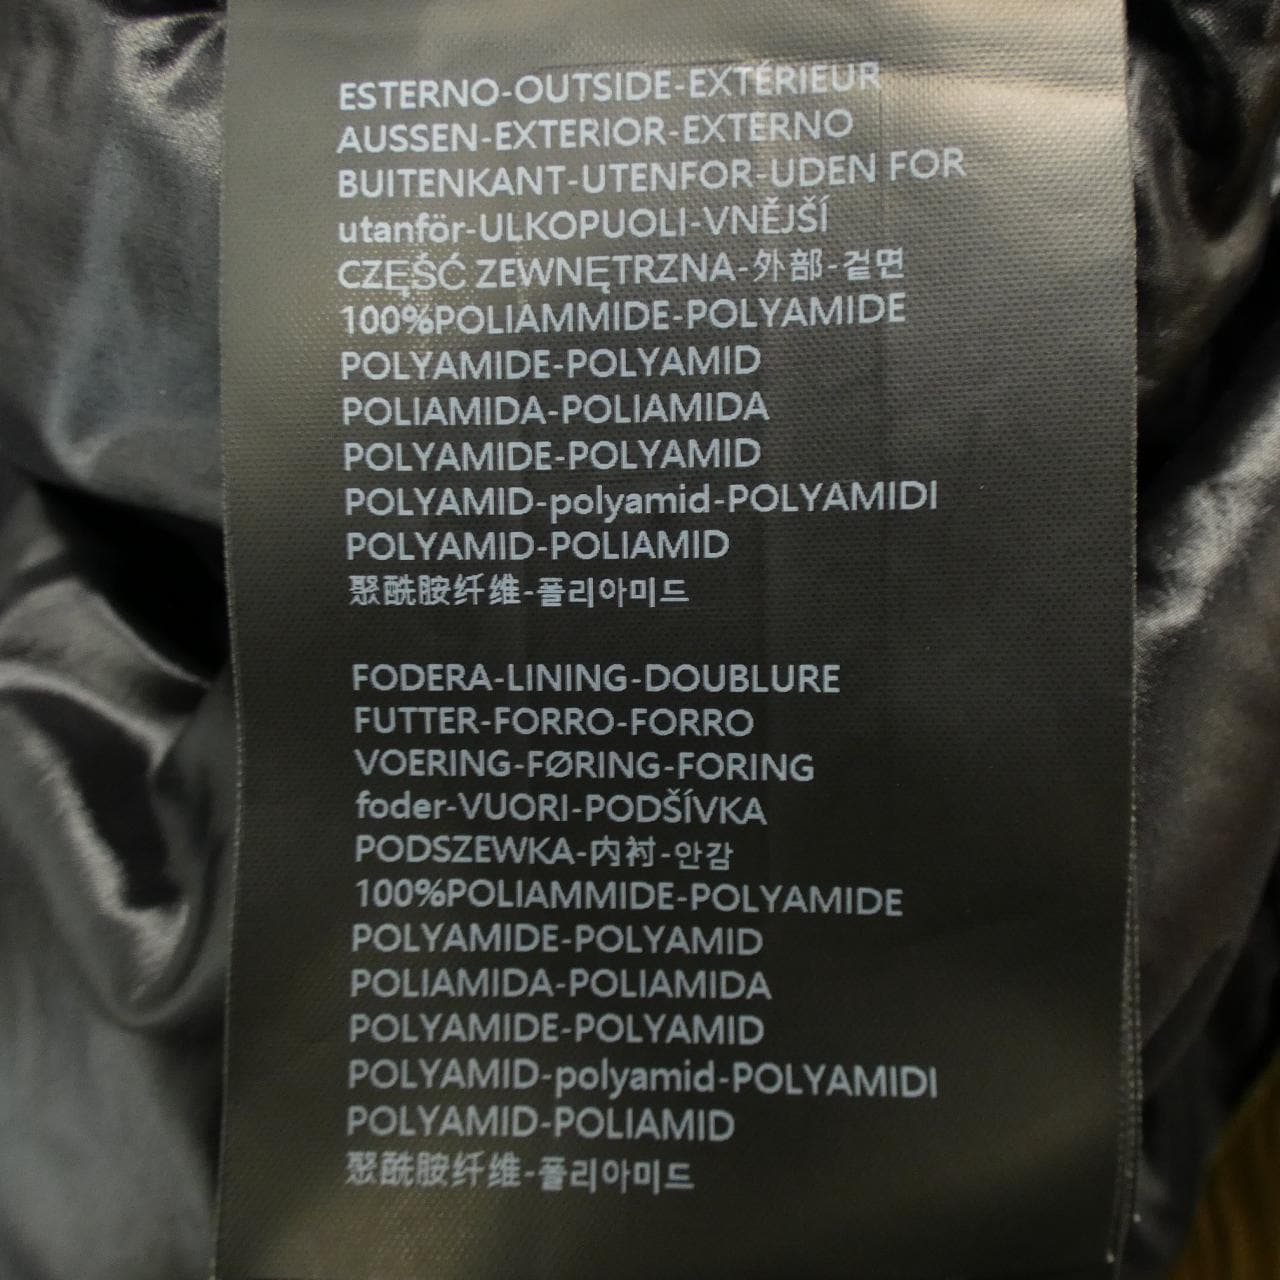 ESTERNO-OUTSIDE-EXTÉRIEUR
AUSSEN-EXTERIOR-EXTERNO
BUITENKANT-UTENFOR-UDEN FOR
utanför-ULKOPUOLI-VNĚJŠÍ
CZĘŚĆ ZEWNĘTRZNA-外部-겉면
100%POLIAMMIDE-POLYAMIDE
POLYAMIDE-POLYAMID
POLIAMIDA-POLIAMIDA
POLYAMIDE-POLYAMID
POLYAMID-polyamid-POLYAMIDI
POLYAMID-POLIAMID
聚酰胺纤维-폴리아미드
FODERA-LINING-DOUBLURE
FUTTER-FORRO-FORRO
VOERING-FØRING-FORING
foder-VUORI-PODŠÍVKA
PODSZEWKA-内衬-안감
100%POLIAMMIDE-POLYAMIDE
POLYAMIDE-POLYAMID
POLIAMIDA-POLIAMIDA
POLYAMIDE-POLYAMID
POLYAMID-polyamid-POLYAMIDI
POLYAMID-POLIAMID
聚酰胺纤维-폴리아미드